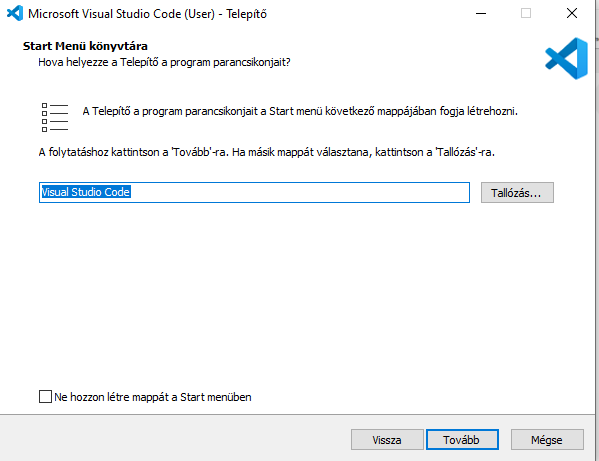 Microsoft Visual Studio Code (User) - Telepítő
Start Menü könyvtára
Hova helyezze a Telepítő a program parancsikonjait?
A Telepítő a program parancsikonjait a Start menü következő mappájában fogja létrehozni.
A folytatáshoz kattintson a 'Tovább'-ra. Ha másik mappát választana, kattintson a 'Tallózás'-ra.
Visual Studio Code
Tallózás...
Ne hozzon létre mappát a Start menüben
Vissza
Tovább
Mégse